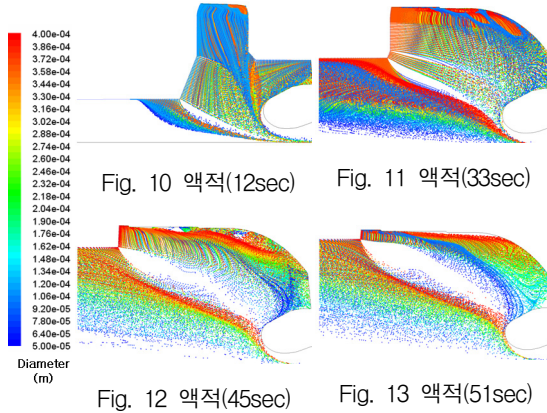 4.00e-04
3.86e-04
3.72e-04
3.58e-04
3.44e-04
3.30e-04
3.16e-04
3.02e-04
2.88e-04
2.74e-04
2.60e-04
2.46e-04
2.32e-04
2.18e-04
2.04e-04
1.90e-04
1.76e-04
1.62e-04
1.48e-04
1.34e-04
1.20e-04
1.06e-04
9.20e-05
7.80e-05
6.40e-05
5.00e-05
Diameter
(m)
Fig. 10 액적(12sec)
Fig. 11 액적(33sec)
Fig. 12 액적(45sec)
Fig. 13 액적(51sec)